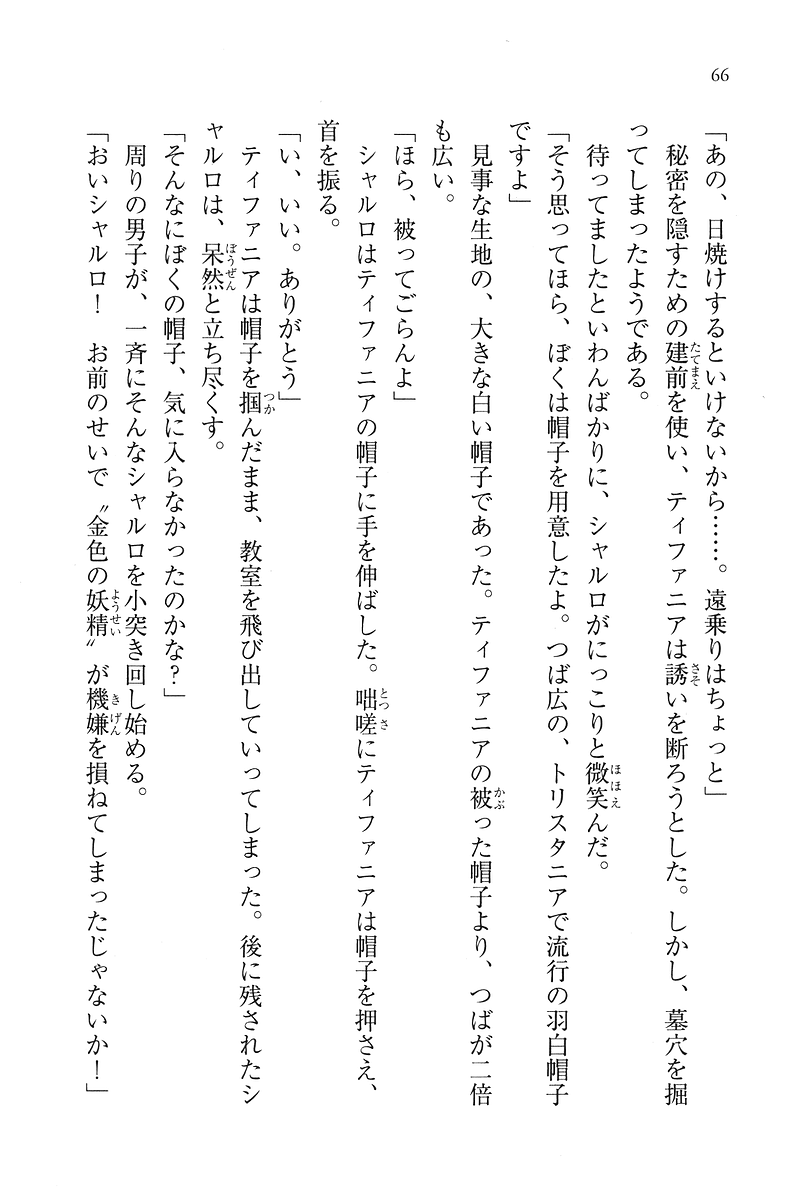 66
「あの、日焼けするといけないから……。遠乗りはちょっと」
　秘密を隠すための建前を使い、ティファニアは誘いを断ろうとした。しかし、墓穴を掘
ってしまったようである。
　待ってましたといわんばかりに、シャルロがにっこりと微笑んだ。
「そう思ってほら、ぼくは帽子を用意したよ。つば広の、トリスタニアで流行の羽白帽子
ですよ」
　見事な生地の、大きな白い帽子であった。ティファニアの被った帽子より、つばが二倍
も広い。
「ほら、被ってごらんよ」
　シャルロはティファニアの帽子に手を伸ばした。咄嗟にティファニアは帽子を押さえ、
首を振る。
「い、いい。ありがとう」
　ティファニアは帽子を掴んだまま、教室を飛び出していってしまった。後に残されたシ
ャルロは、呆然と立ち尽くす。
「そんなにぼくの帽子、気に入らなかったのかな？」
　周りの男子が、一斉にそんなシャルロを小突き回し始める。
「おいシャルロ！　お前のせいで〝金色の妖精〟が機嫌を損ねてしまったじゃないか！」